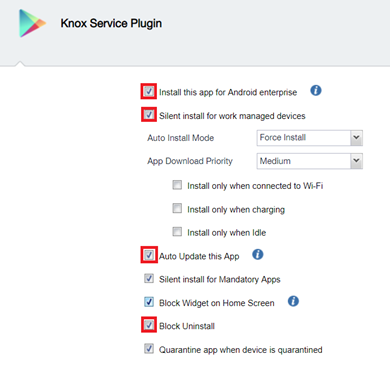 Knox Service Plugin
Install this app for Android enterprise
Silent install for work managed devices
Auto Install Mode Force Install
App Download Priority Medium
Install only when connected to Wi-Fi
Install only when charging
Install only when Idle
Auto Update this App
Silent install for Mandatory Apps
Block Widget on Home Screen
Block Uninstall
Quarantine app when device is quarantined